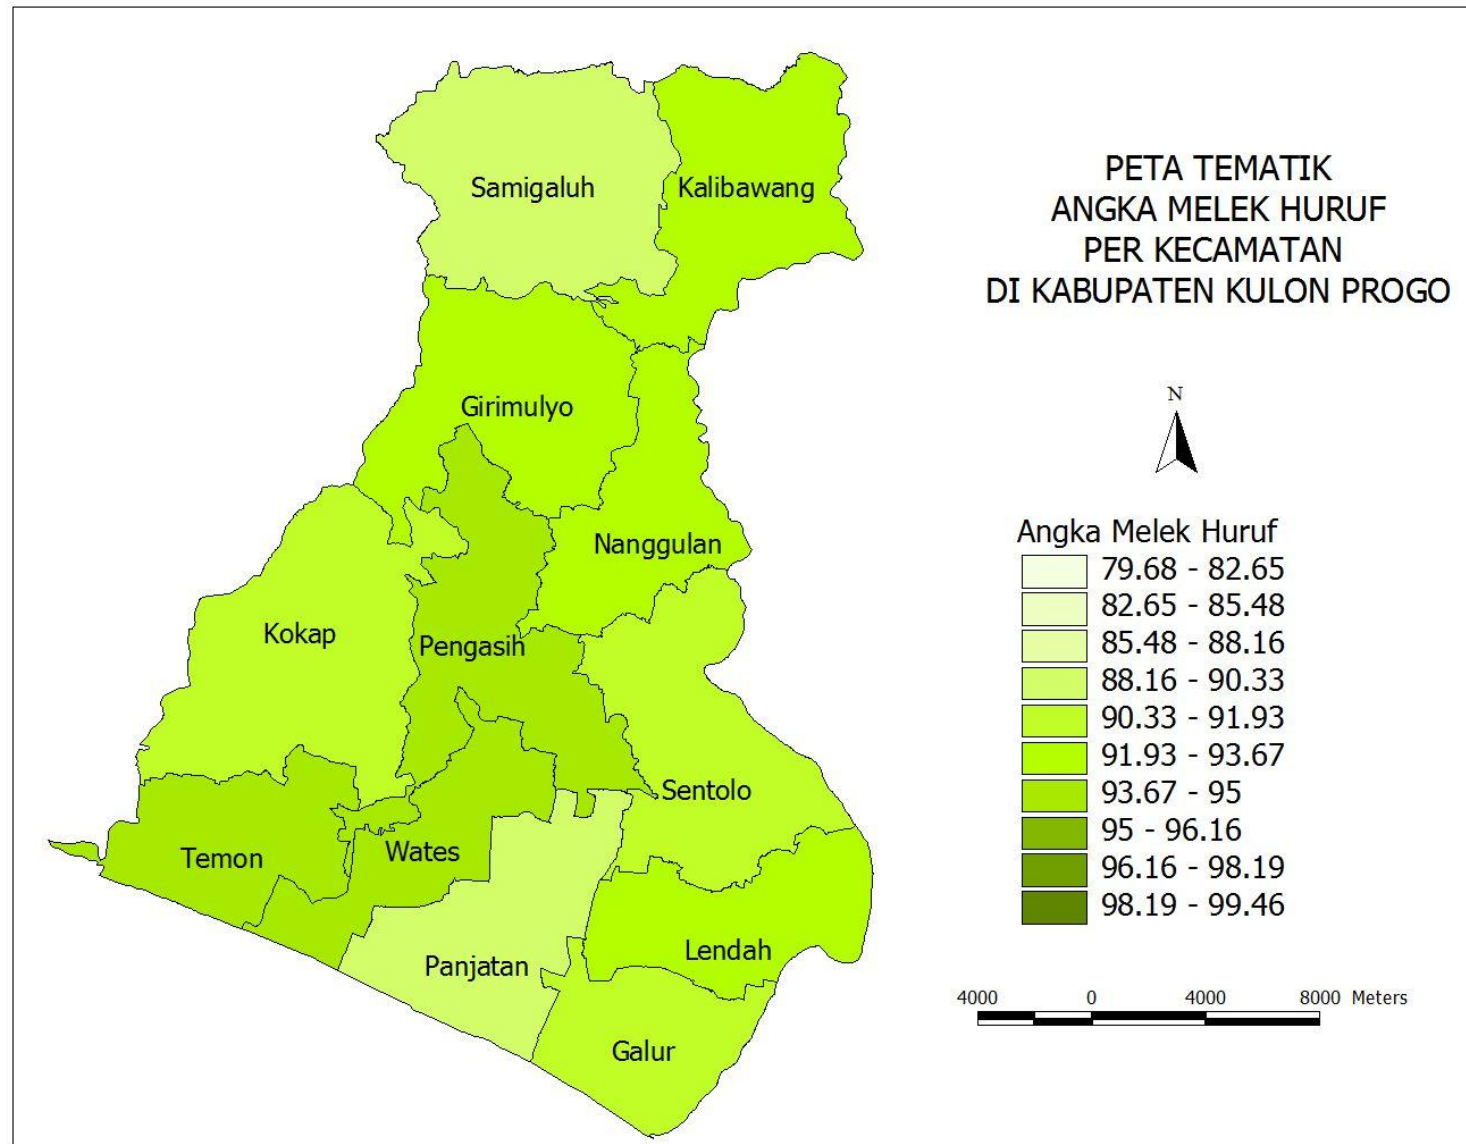 PETA TEMATIK
ANGKA MELEK HURUF
PER KECAMATAN
DI KABUPATEN KULON PROGO
Samigaluh
Kalibawang
Girimulyo
Nanggulan
Kokap
Pengasih
Sentolo
Temon
Wates
Lendah
Panjatan
Galur
N
Angka Melek Huruf
79.68 - 82.65
82.65 - 85.48
85.48 - 88.16
88.16 - 90.33
90.33 - 91.93
91.93 - 93.67
93.67 - 95
95 - 96.16
96.16 - 98.19
98.19 - 99.46
4000 0 4000 8000 Meters